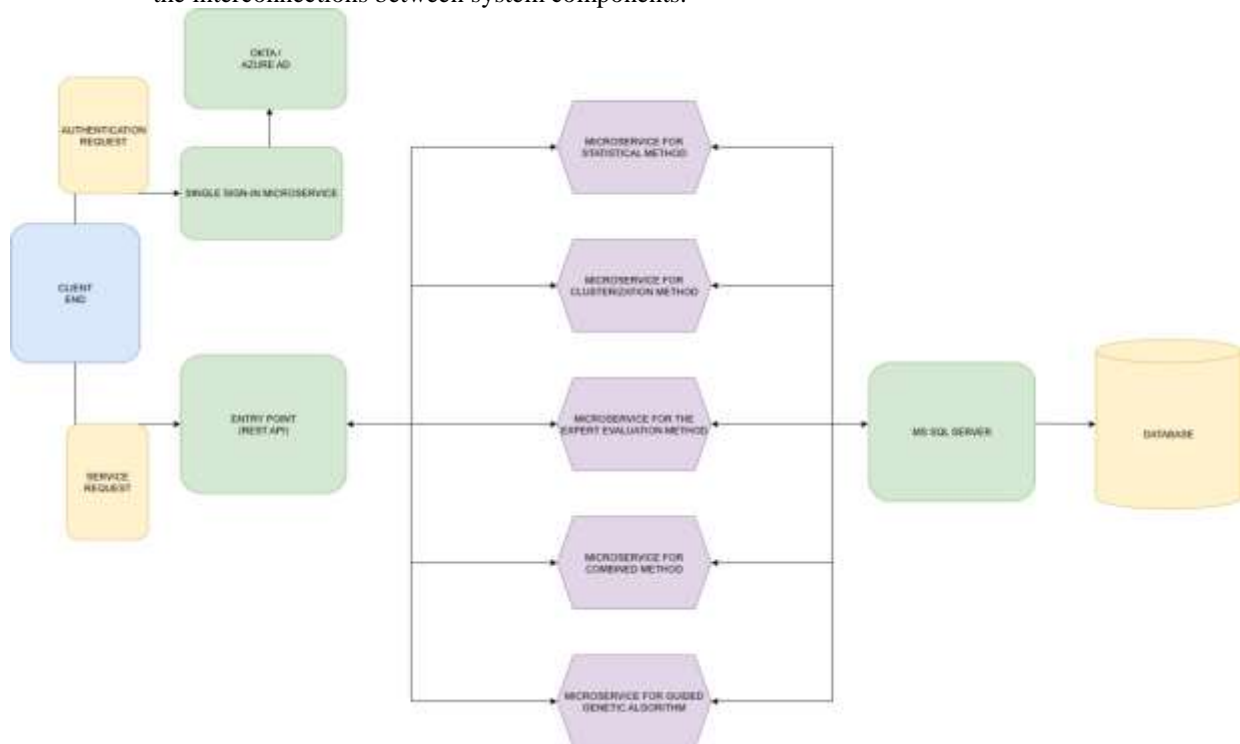 the interconnections between system components.
OKTA /
AZURE AD
AUTHENTICATION
REQUEST
SINGLE SIGN-IN MICROSERVICE
CLIENT
END
ENTRY POINT
(REST API)
SERVICE
REQUEST
MICROSERVICE FOR
STATISTICAL METHOD
MICROSERVICE FOR
CLUSTERIZATION METHOD
MICROSERVICE FOR THE
EXPERT EVALUATION METHOD
MICROSERVICE FOR
COMBINED METHOD
MICROSERVICE FOR GUIDED
GENETIC ALGORITHM
MS SQL SERVER
DATABASE